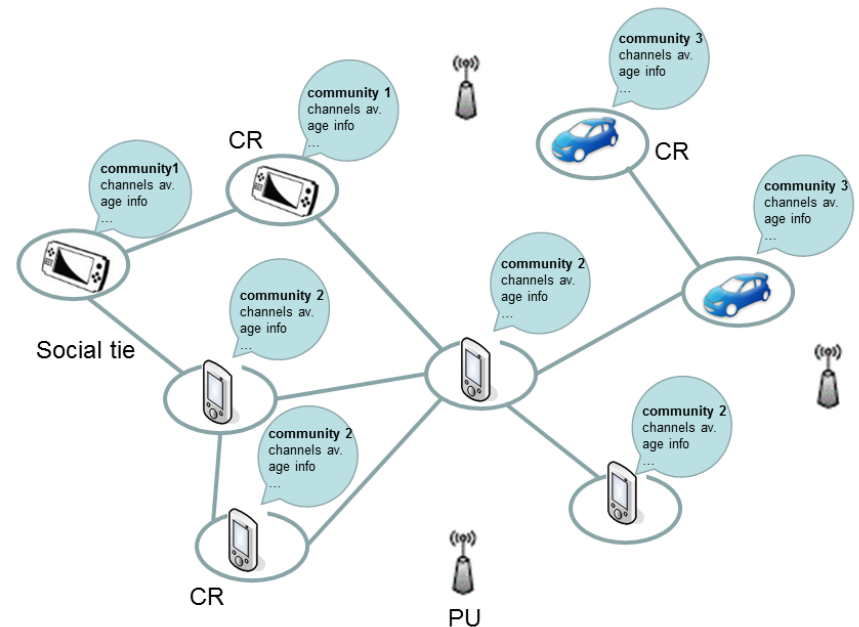 community 3
channels av.
age info
...
community 1
channels av.
age info
...
CR
CR
community1
channels av.
age info
...
community 3
channels av.
age info
...
community 2
channels av.
age info
...
community 2
channels av.
age info
...
Social tie
community 2
channels av.
age info
...
community 2
channels av.
age info
...
CR
PU